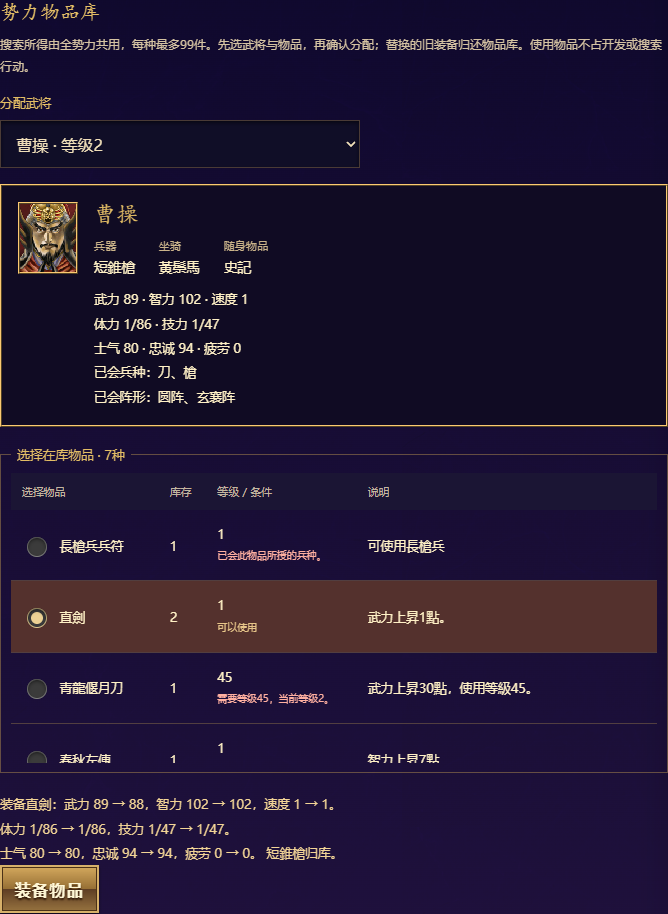 势力物品库
搜索所得由全势力共用，每种最多99件。先选武将与物品，再确认分配；替换的旧装备归还物品库。使用物品不占开发或搜索
行动。
分配武将
曹操 · 等级2
曹操
兵器 坐骑 随身物品
短錐槍 黃鬃馬 史記
武力 89 · 智力 102 · 速度 1
体力 1/86 · 技力 1/47
士气 80 · 忠诚 94 · 疲劳 0
已会兵种：刀、槍
已会阵形：圆阵、玄襄阵
选择在库物品 · 7种
选择物品 库存 等级 / 条件 说明
長槍兵兵符 1 1 可使用長槍兵
已会此物品所授的兵种。
直劍 2 1 武力上昇1點。
可以使用
青龍偃月刀 1 45 武力上昇30點，使用等級45。
需要等级45，当前等级2。
春秋左傳 1 1 智力上昇7點
装备直劍：武力 89 → 88，智力 102 → 102，速度 1 → 1。
体力 1/86 → 1/86，技力 1/47 → 1/47。
士气 80 → 80，忠诚 94 → 94，疲劳 0 → 0。 短錐槍归库。
装备物品